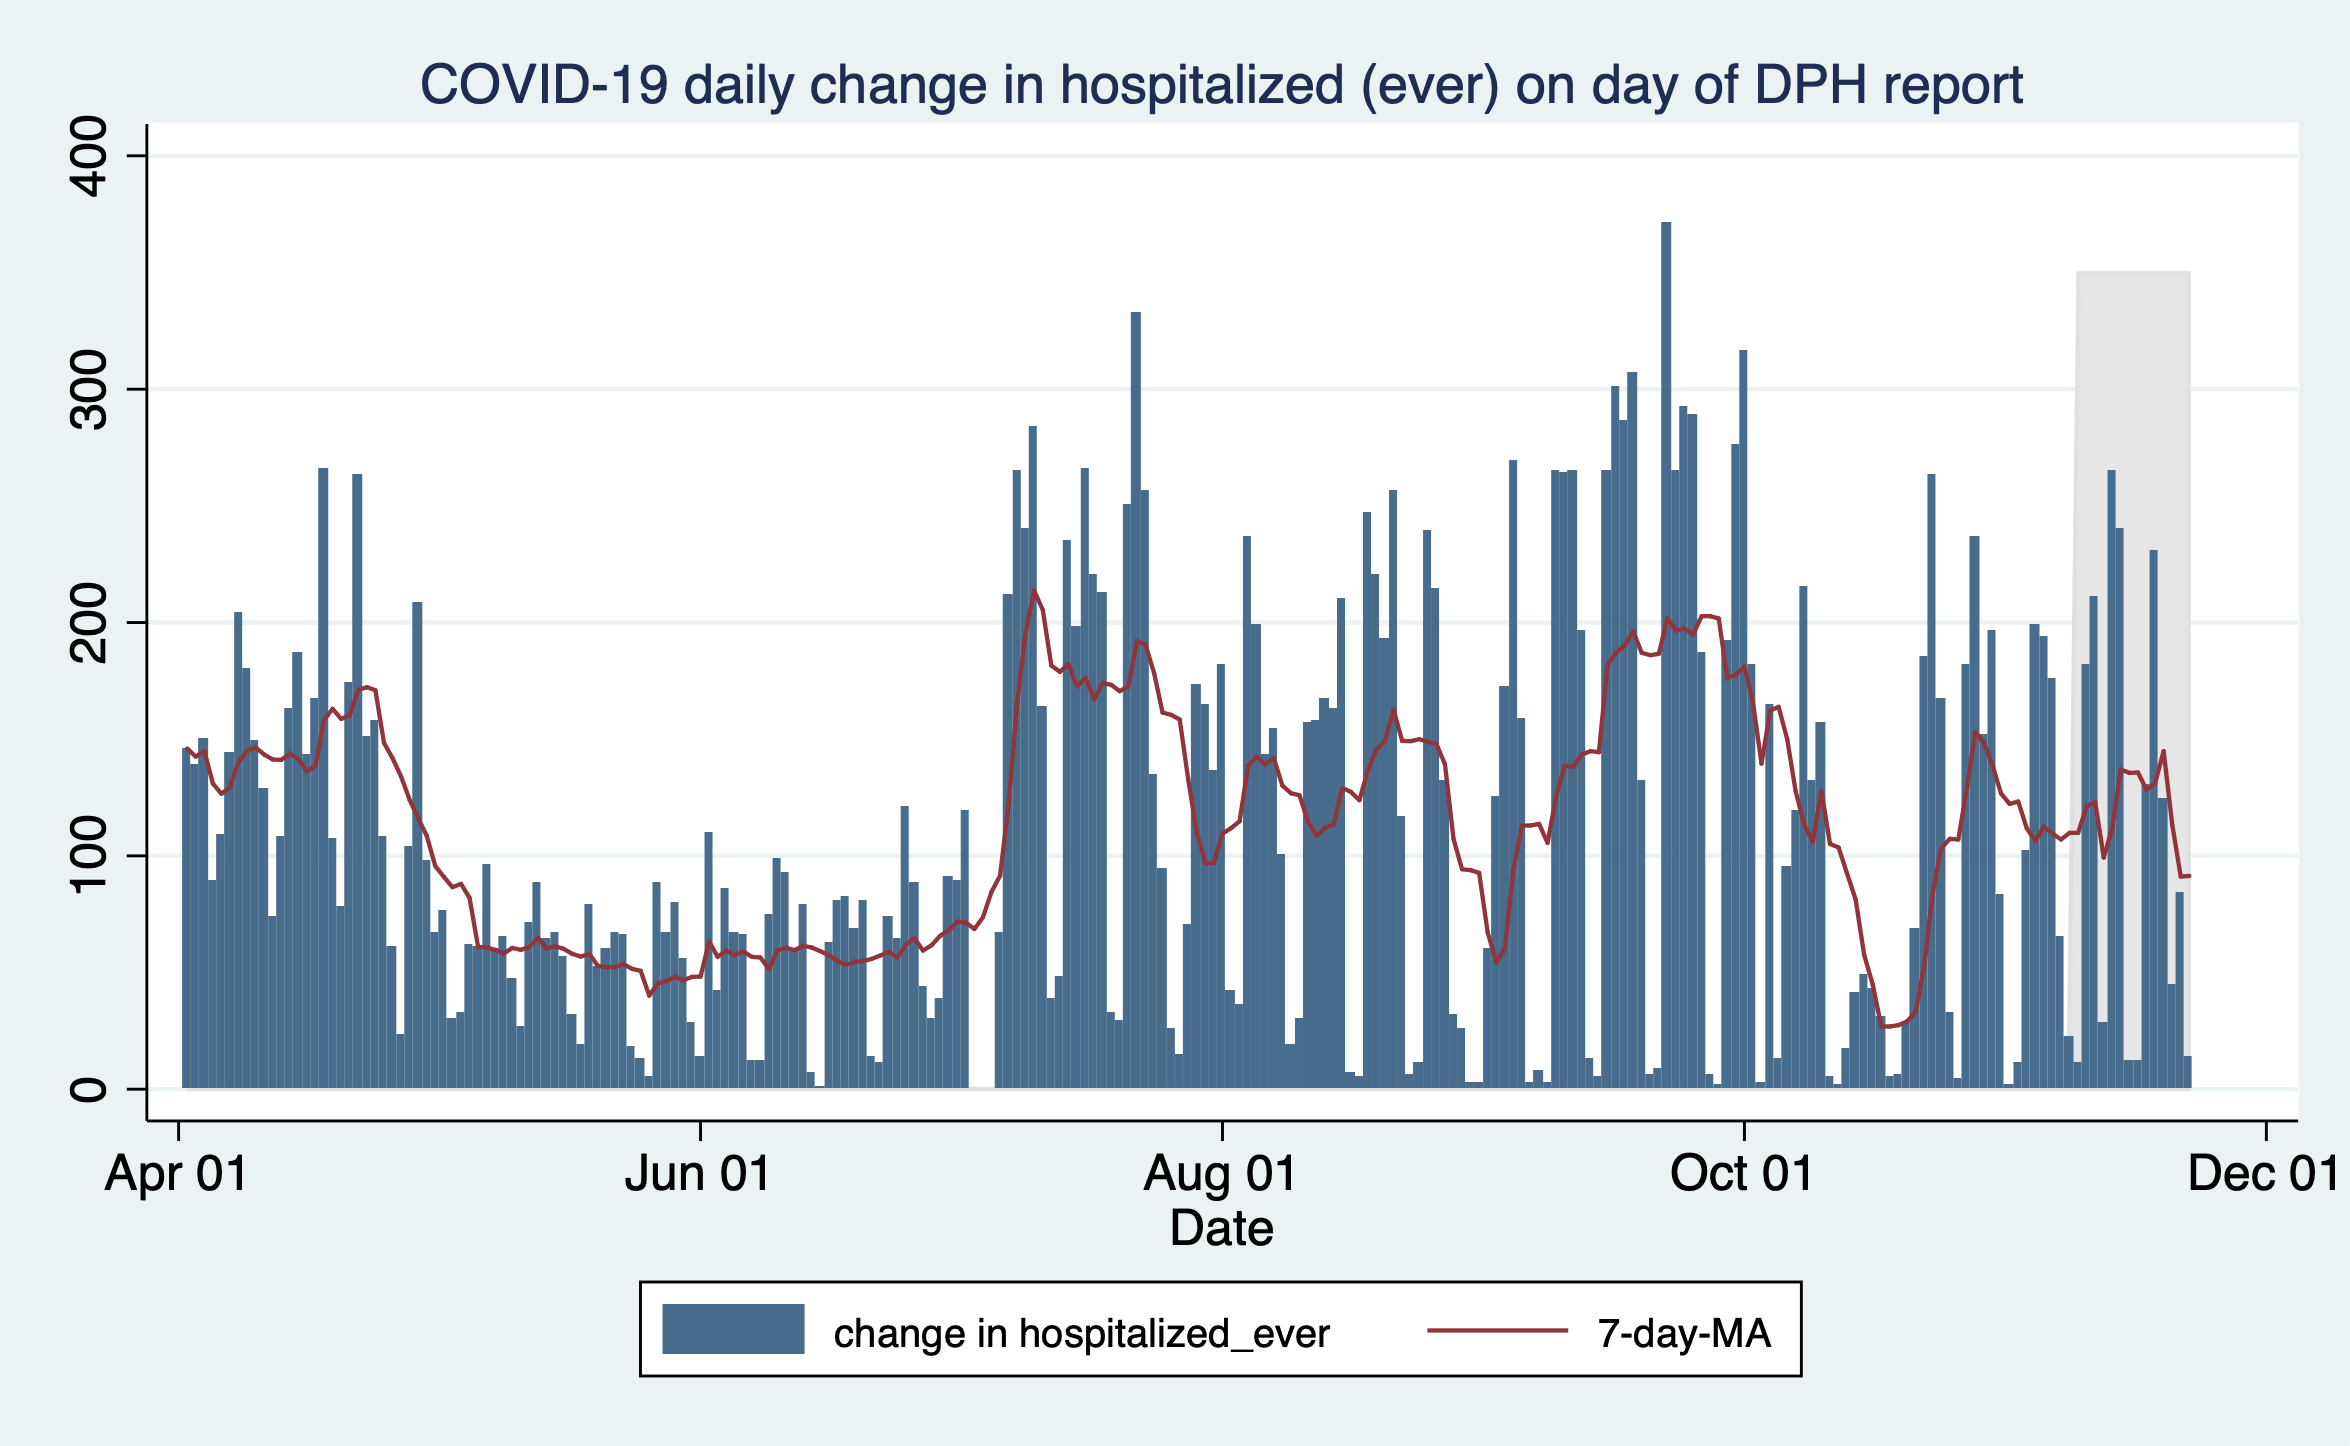 COVID-19 daily change in hospitalized (ever) on day of DPH report
400
300
200
100
0
Apr 01 Jun 01 Aug 01 Oct 01 Dec 01
Date
change in hospitalized_ever 7-day-MA